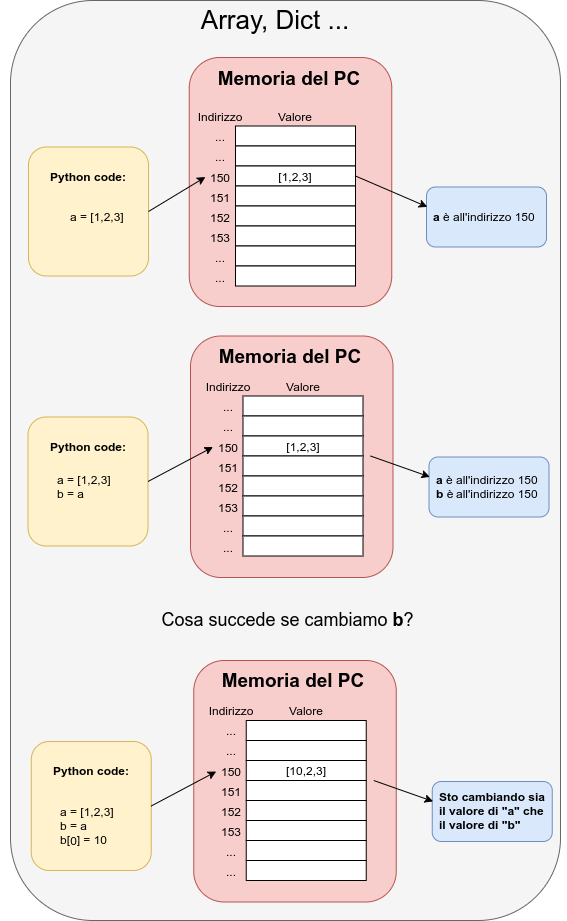 Array, Dict ...
Memoria del PC
Indirizzo Valore
...
...
Python code:
150 [1,2,3]
a = [1,2,3]
151
152
153
...
...
a è all'indirizzo 150
Memoria del PC
Indirizzo Valore
...
...
Python code:
150 [1,2,3]
a = [1,2,3]
b = a
151
152
153
...
...
a è all'indirizzo 150
b è all'indirizzo 150
Cosa succede se cambiamo b?
Memoria del PC
Indirizzo Valore
...
...
Python code:
150 [10,2,3]
a = [1,2,3]
b = a
b[0] = 10
151
152
153
...
...
Sto cambiando sia
il valore di "a" che
il valore di "b"